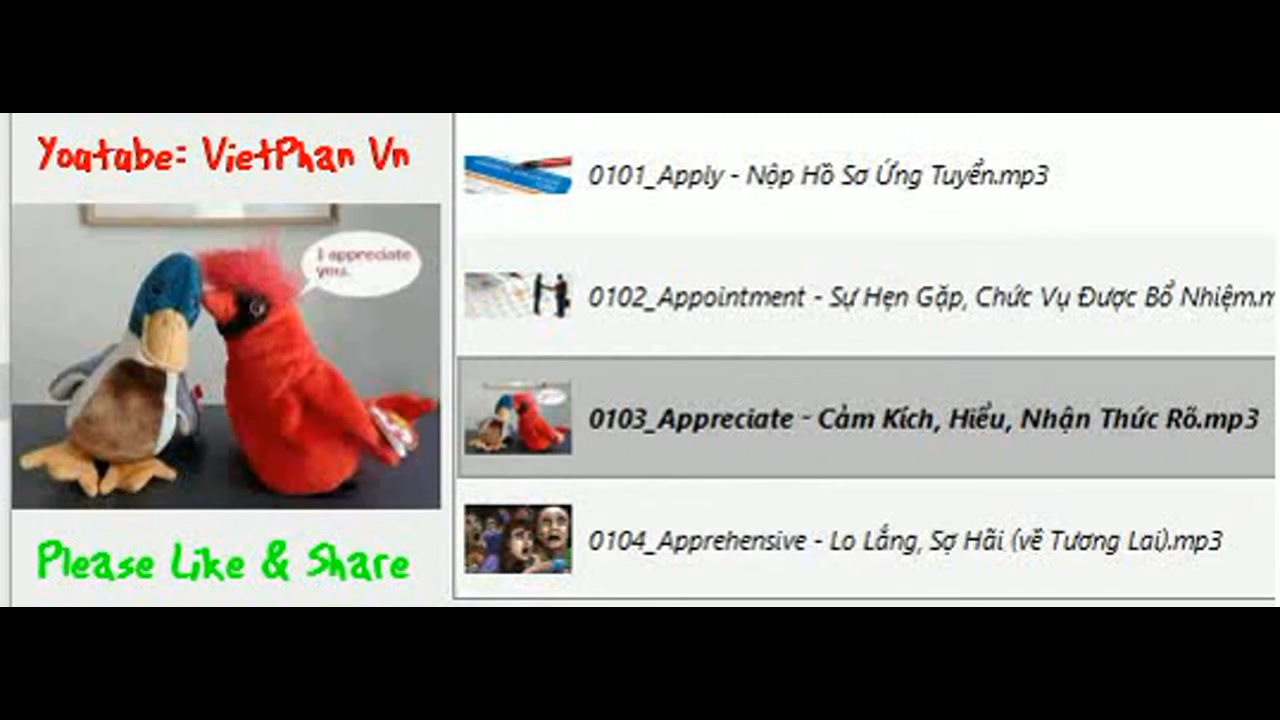 Youtube: VietPhan Vn
I appreciate
you.
Please Like & Share
0101_Apply - Nộp Hồ Sơ Ứng Tuyển.mp3
0102_Appointment - Sự Hẹn Gặp, Chức Vụ Được Bổ Nhiệm.m
0103_Appreciate - Cảm Kích, Hiểu, Nhận Thức Rõ.mp3
0104_Apprehensive - Lo Lắng, Sợ Hãi (về Tương Lai).mp3